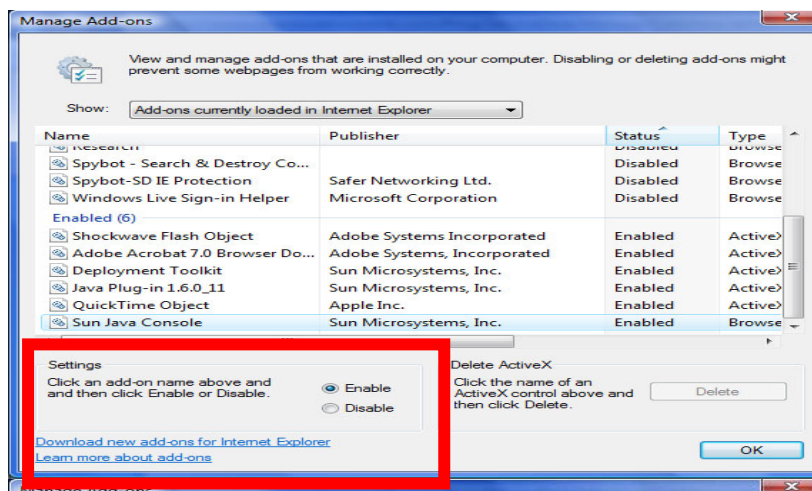 Manage Add-ons
View and manage add-ons that are installed on your computer. Disabling or deleting add-ons might
prevent some webpages from working correctly.
Show: Add-ons currently loaded in Internet Explorer
Name Publisher Status Type
Research Disabled Browse
Spybot - Search & Destroy Co... Disabled Browse
Spybot-SD IE Protection Safer Networking Ltd. Disabled Browse
Windows Live Sign-in Helper Microsoft Corporation Disabled Browse
Enabled (6)
Shockwave Flash Object Adobe Systems Incorporated Enabled ActiveX
Adobe Acrobat 7.0 Browser Do... Adobe Systems, Incorporated Enabled ActiveX
Deployment Toolkit Sun Microsystems, Inc. Enabled ActiveX
Java Plug-in 1.6.0_11 Sun Microsystems, Inc. Enabled ActiveX
QuickTime Object Apple Inc. Enabled ActiveX
Sun Java Console Sun Microsystems, Inc. Enabled Browse
Settings
Click an add-on name above and
and then click Enable or Disable.
Enable
Disable
Delete ActiveX
Click the name of an
ActiveX control above and
then click Delete.
Delete
Download new add-ons for Internet Explorer
Learn more about add-ons
OK
Manage Add-ons